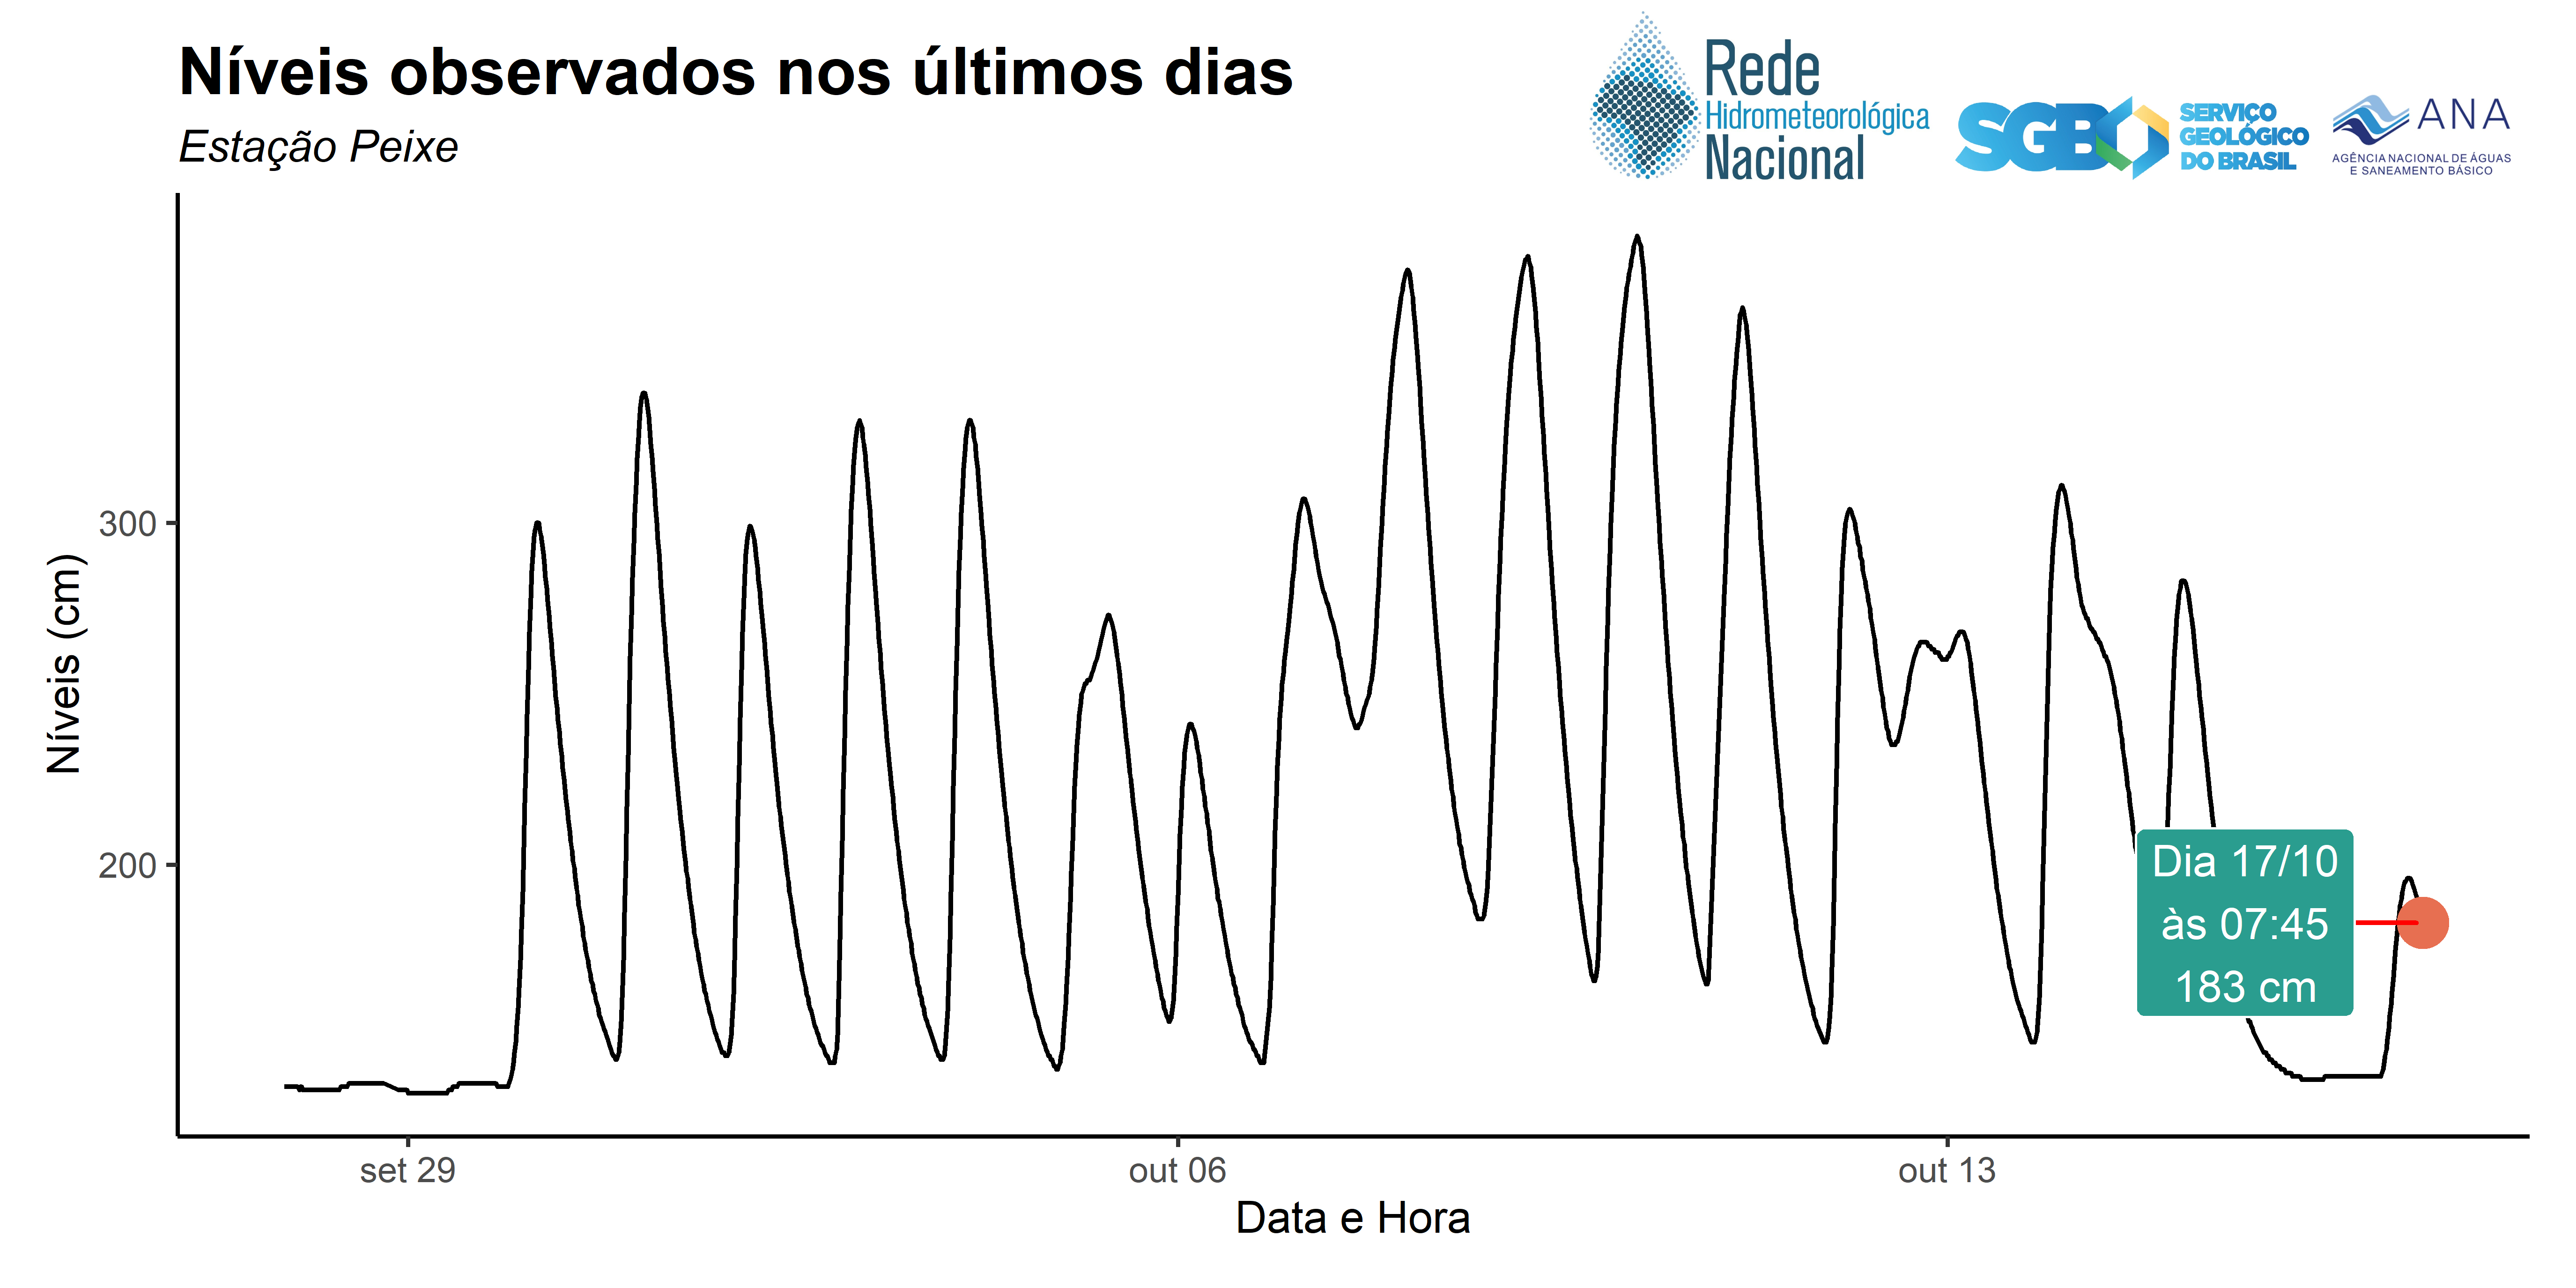 Níveis observados nos últimos dias
Estação Peixe
Rede
Hidrometeorológica
Nacional
SGB
SERVIÇO
GEOLÓGICO
DO BRASIL
ANA
AGÊNCIA NACIONAL DE ÁGUAS
E SANEAMENTO BÁSICO
Níveis (cm)
300
200
Dia 17/10
às 07:45
183 cm
set 29
out 06
out 13
Data e Hora